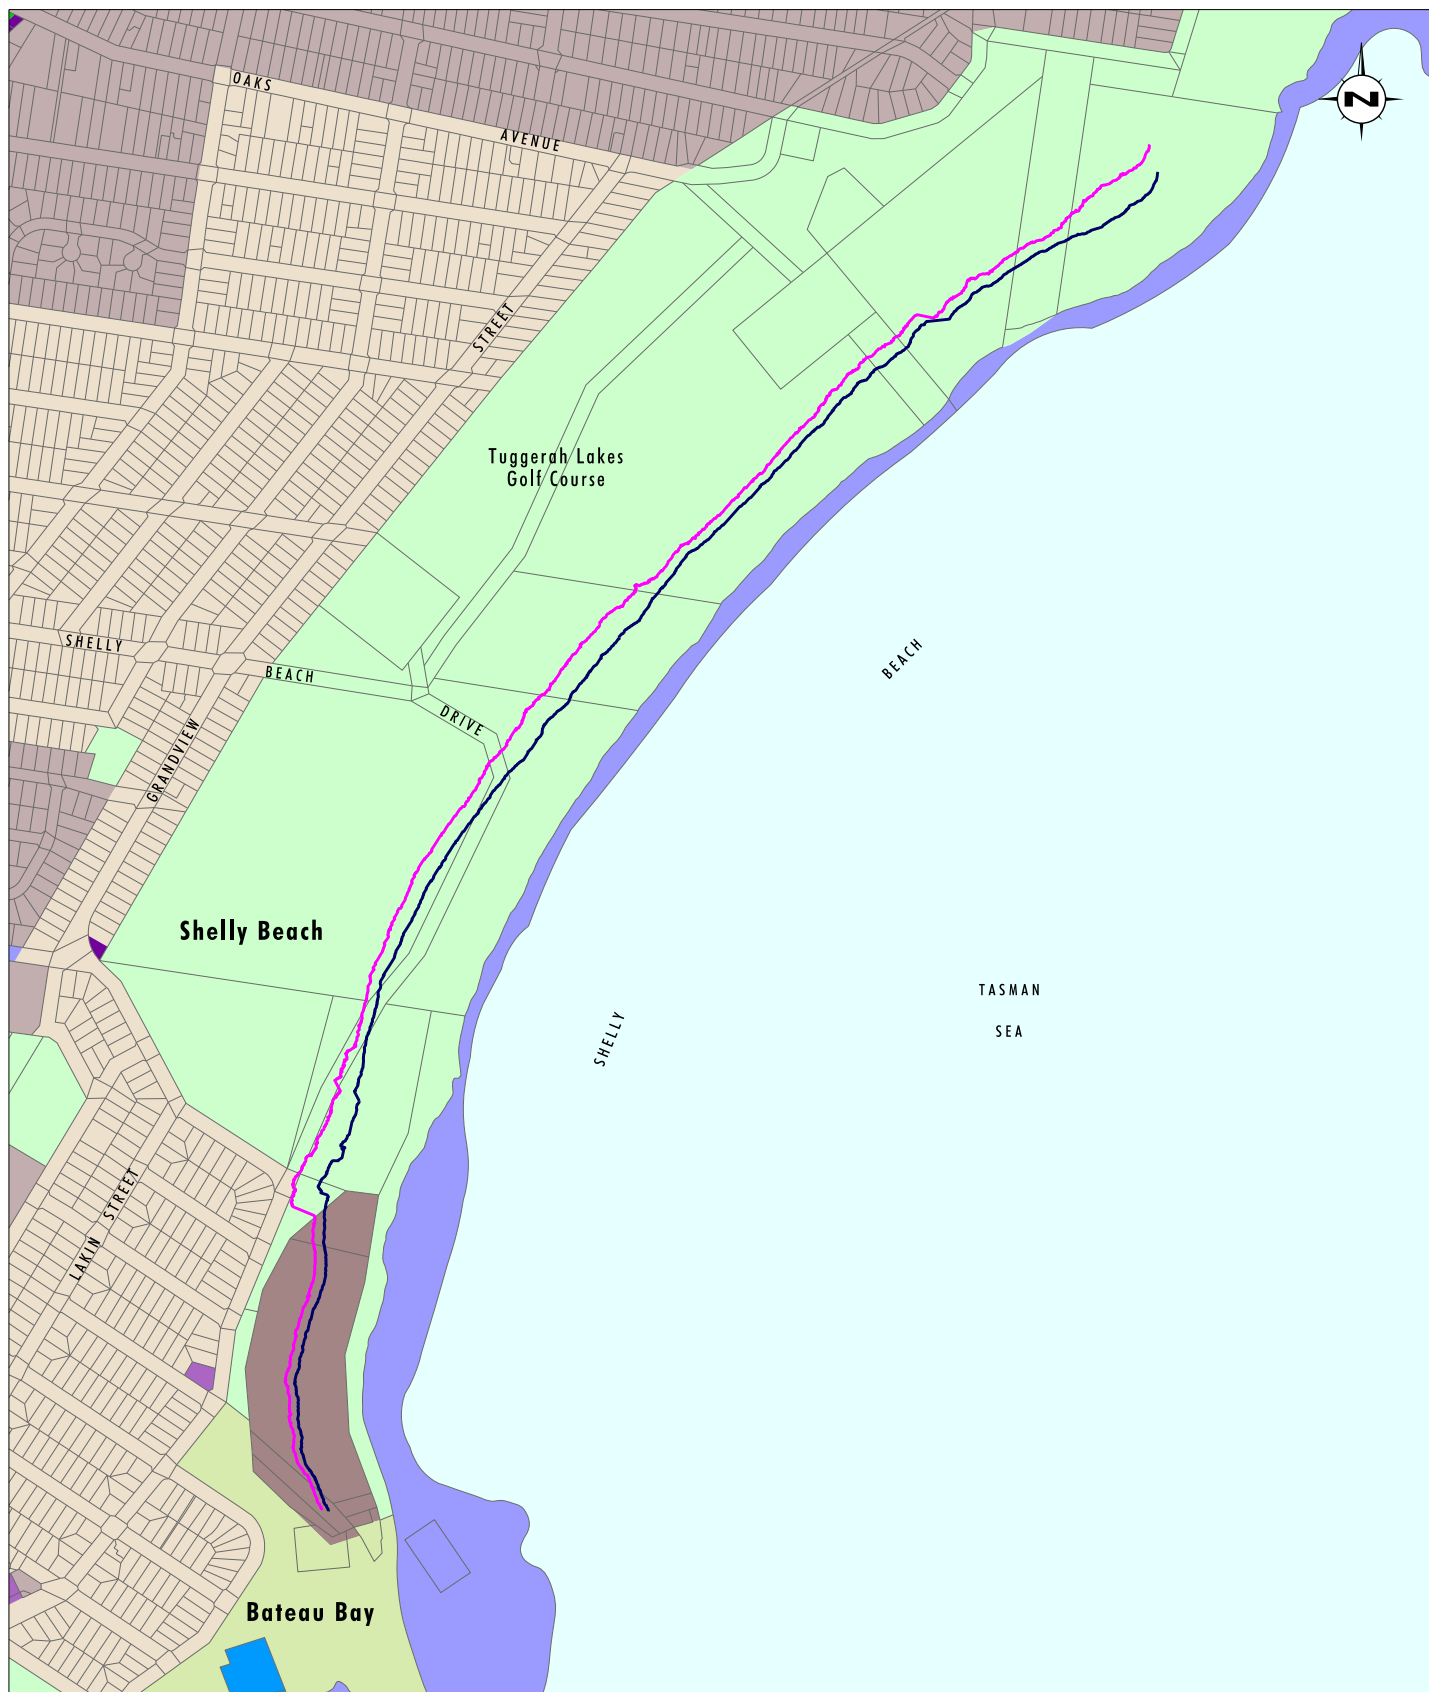 OAKS
AVENUE
N
STREET
Tuggerah Lakes
Golf Course
SHELLY
BEACH
DRIVE
BEACH
GRANDVIEW
Shelly Beach
TASMAN
SEA
SHELLY
LAKIN STREET
Bateau Bay